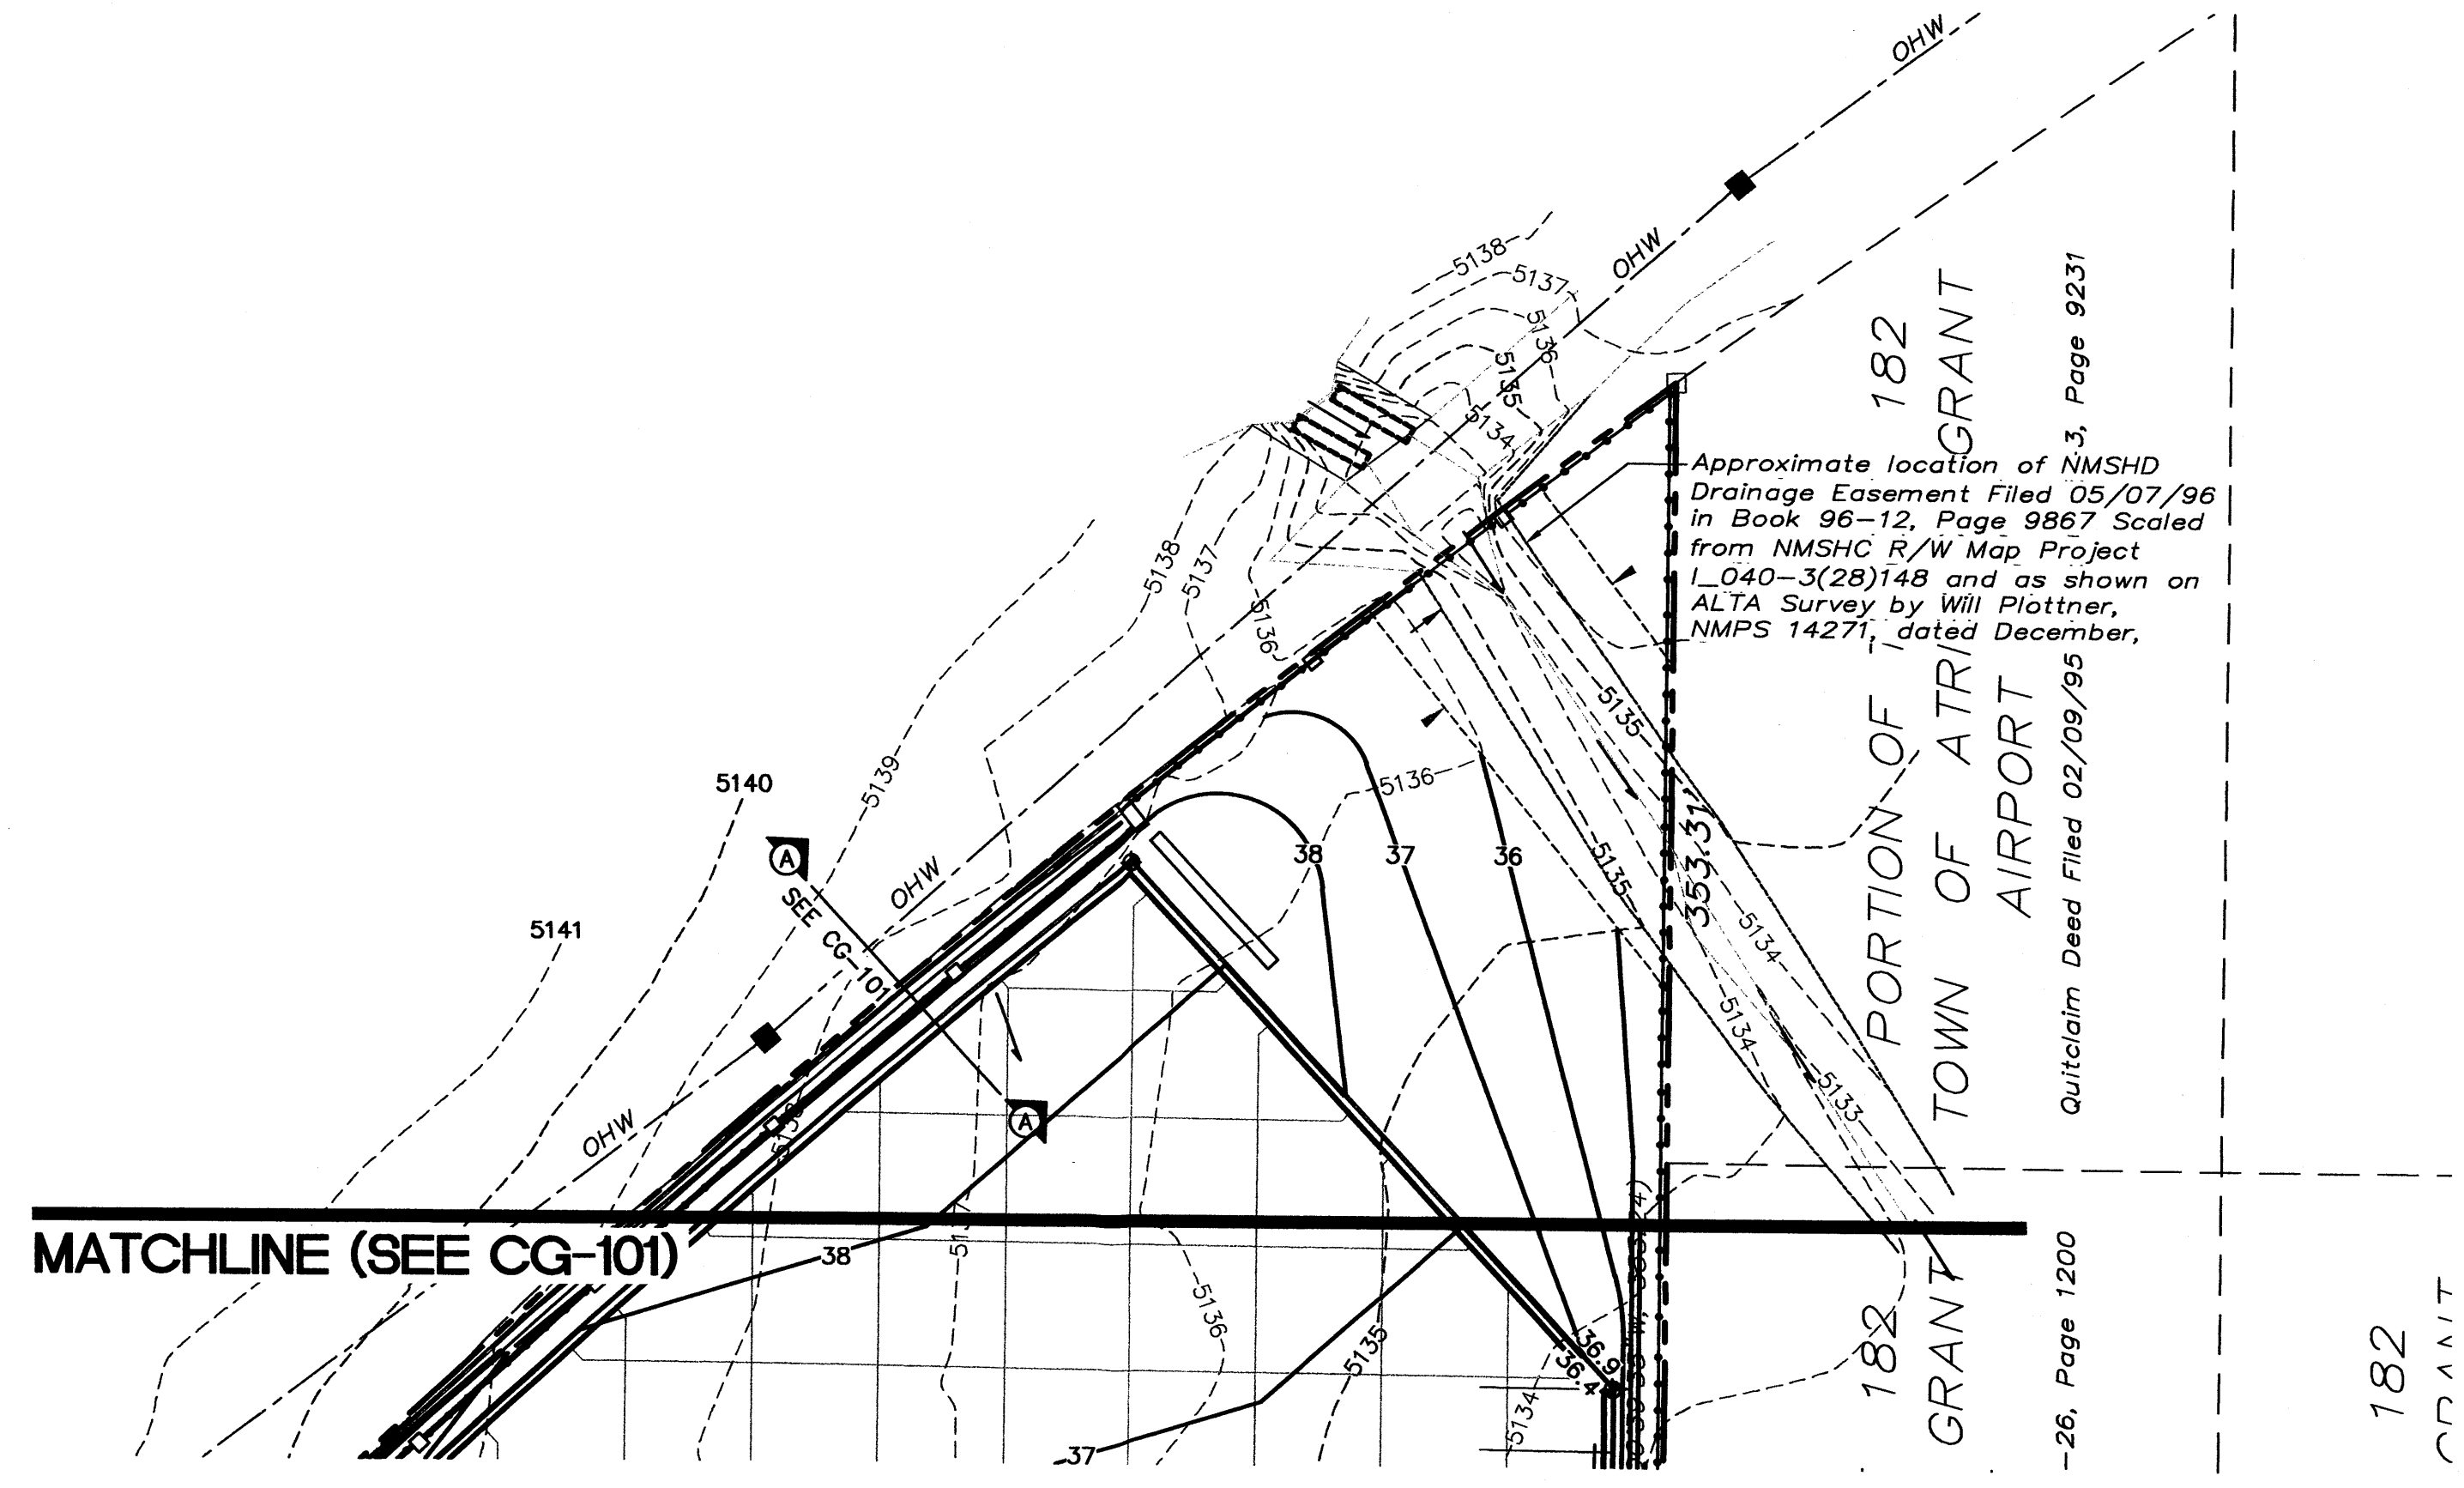 OHW
OHW
5138
5137
5136
5135
5134
182
GRANT
3, Page 9231
Approximate location of NMSHD
Drainage Easement Filed 05/07/96
in Book 96-12, Page 9867 Scaled
from NMSHC R/W Map Project
I_040-3(28)148 and as shown on
ALTA Survey by Will Plottner,
NMPS 14271, dated December,
5138
5137
5136
5139
5140
5141
5135
5136
38
37
36
5135
353.31'
5134
5134
5133
PORTION OF
TOWN OF ATRI
AIRPORT
Quitclaim Deed Filed 02/09/95
A
SEE CG-101
OHW
OHW
A
MATCHLINE (SEE CG-101)
38
5136
5135
5134
36.9
36.4
37
182
GRANT
-26, Page 1200
182
GRANT